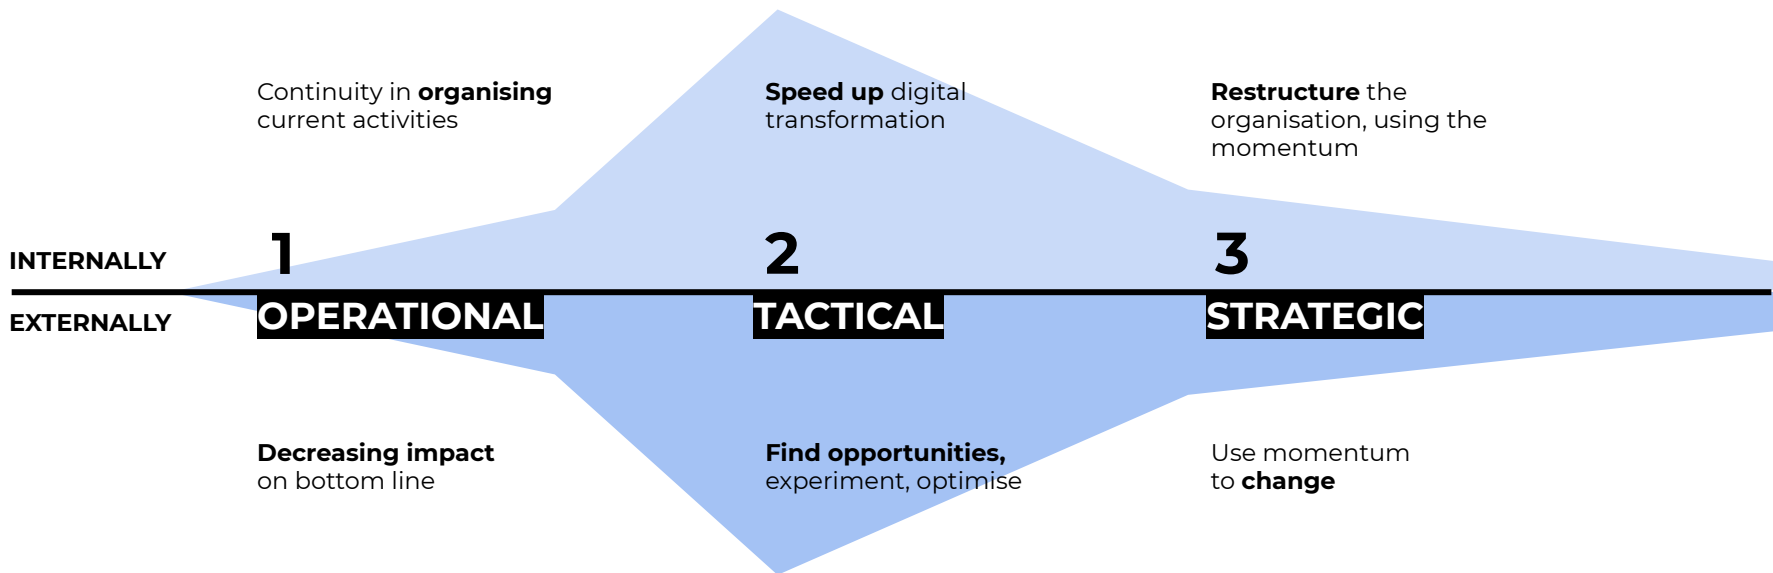 Continuity in organising
current activities
Speed up digital
transformation
Restructure the
organisation, using the
momentum
INTERNALLY
1
2
3
EXTERNALLY
OPERATIONAL
TACTICAL
STRATEGIC
Decreasing impact
on bottom line
Find opportunities,
experiment, optimise
Use momentum
to change